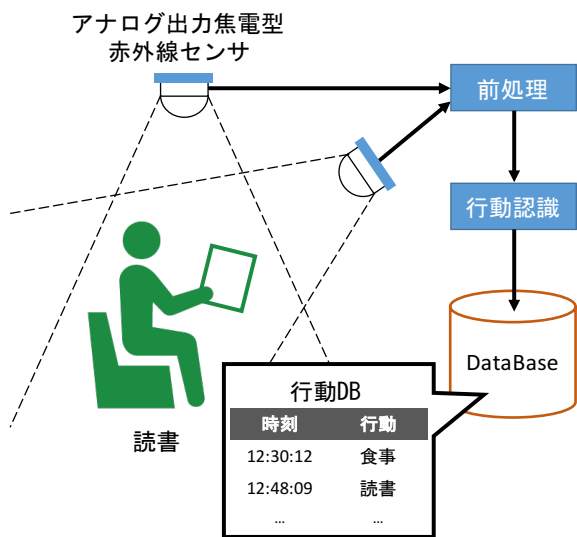 アナログ出力焦電型
赤外線センサ
前処理
行動認識
DataBase
読書
行動DB
時刻 行動
12:30:12 食事
12:48:09 読書
… …